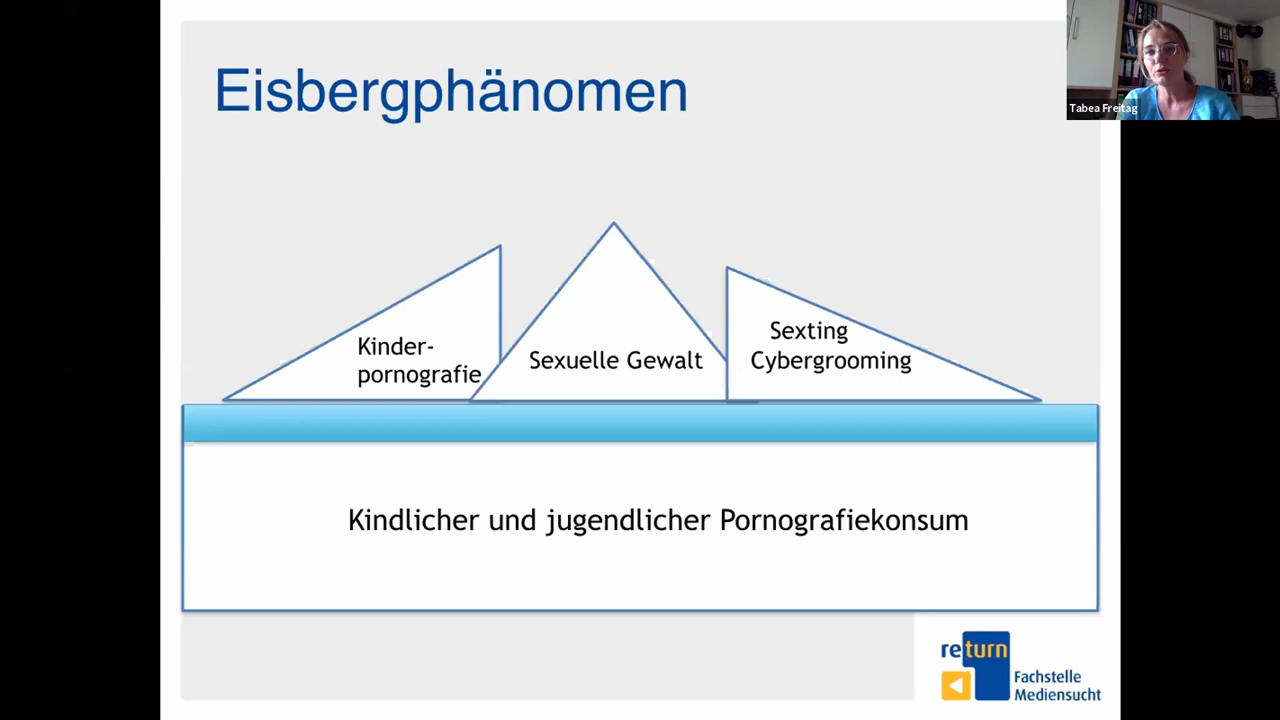 Eisbergphänomen
Tabea Freitag
Kinder-
pornografie
Sexuelle Gewalt
Sexting
Cybergrooming
Kindlicher und jugendlicher Pornografiekonsum
return
Fachstelle
Mediensucht